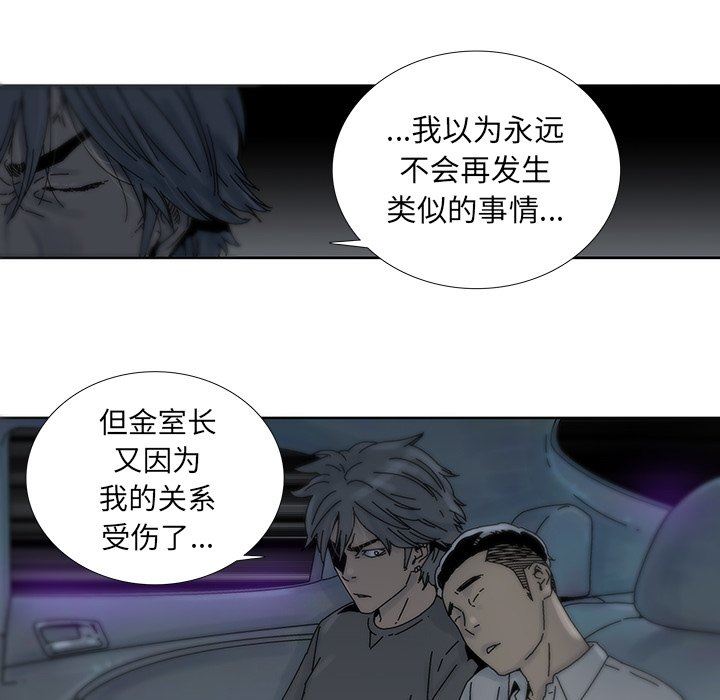 ...我以为永远
不会再发生
类似的事情...
但金室长
又因为
我的关系
受伤了...